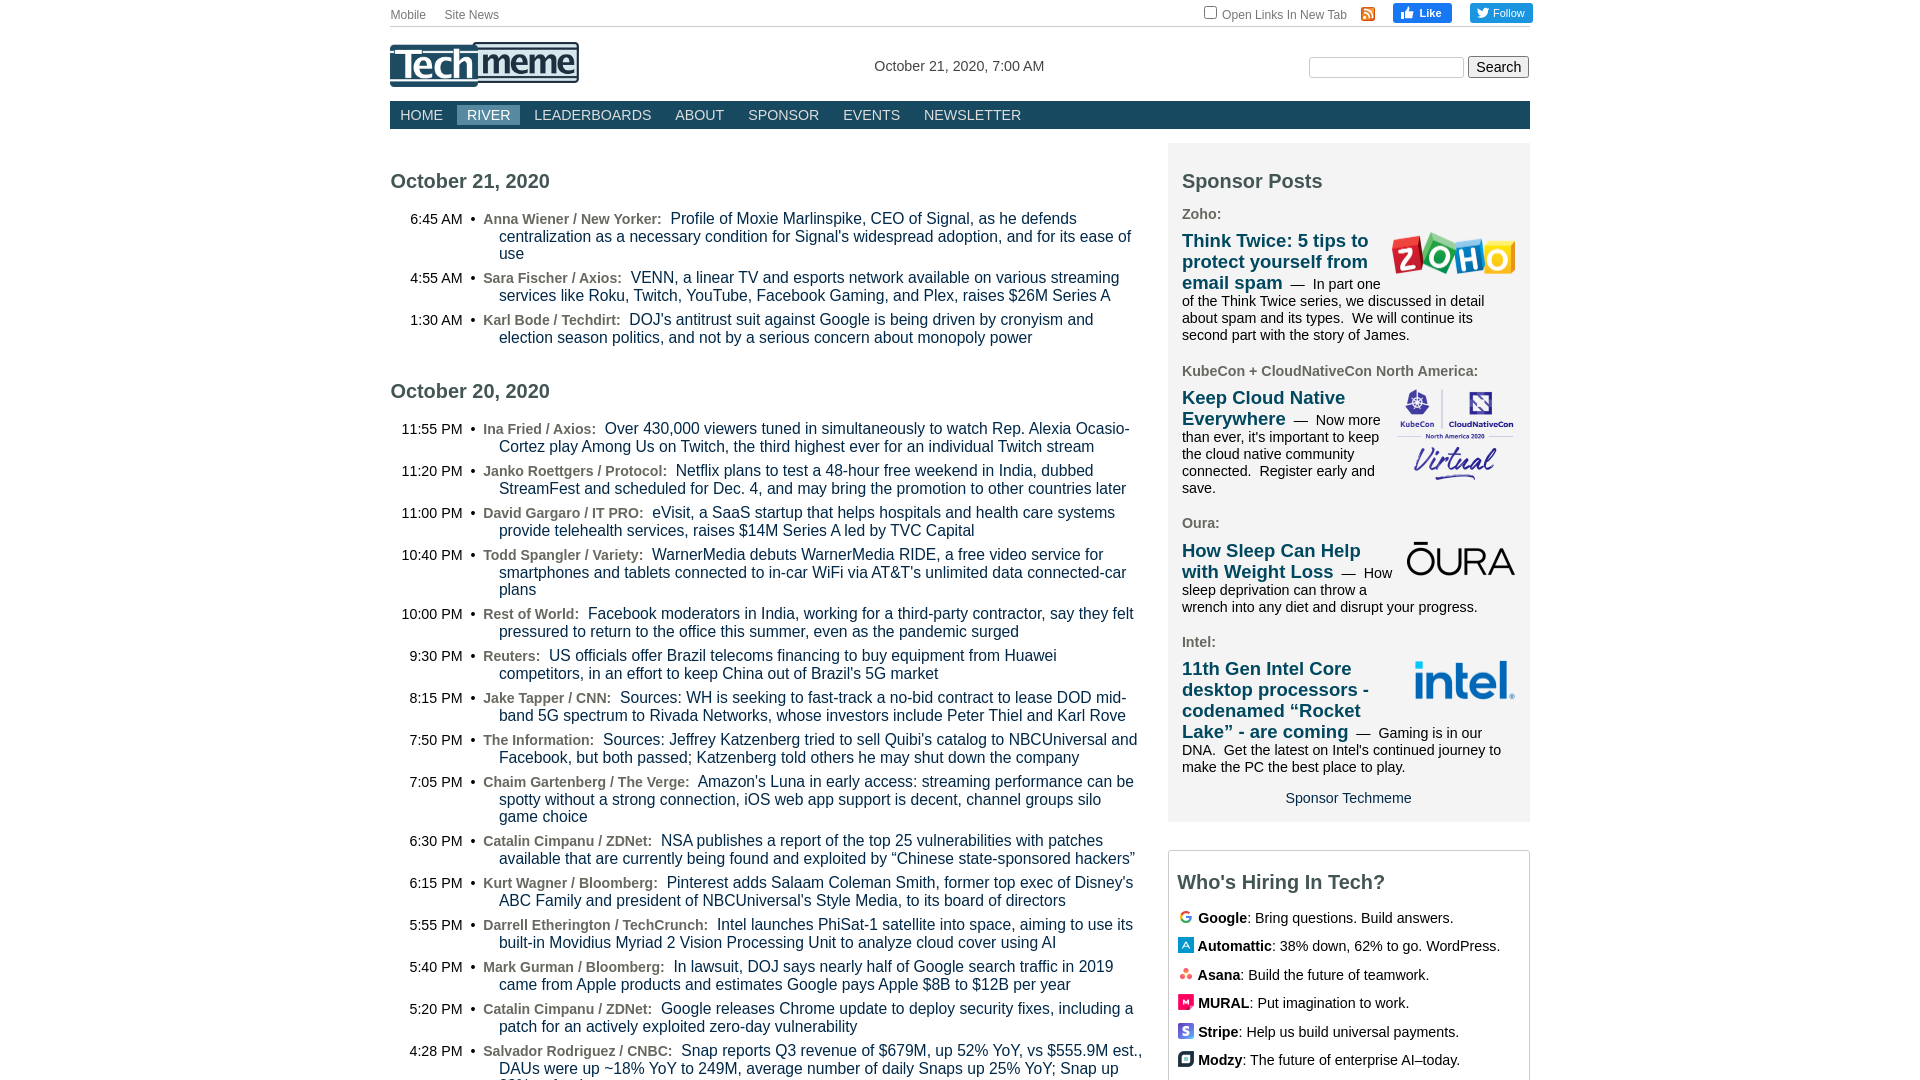 Mobile Site News Open Links In New Tab Like Follow
Techmeme October 21, 2020, 7:00 AM Search
HOME RIVER LEADERBOARDS ABOUT SPONSOR EVENTS NEWSLETTER
October 21, 2020
6:45 AM • Anna Wiener / New Yorker: Profile of Moxie Marlinspike, CEO of Signal, as he defends
centralization as a necessary condition for Signal's widespread adoption, and for its ease of
use
4:55 AM • Sara Fischer / Axios: VENN, a linear TV and esports network available on various streaming
services like Roku, Twitch, YouTube, Facebook Gaming, and Plex, raises $26M Series A
1:30 AM • Karl Bode / Techdirt: DOJ's antitrust suit against Google is being driven by cronyism and
election season politics, and not by a serious concern about monopoly power
October 20, 2020
11:55 PM • Ina Fried / Axios: Over 430,000 viewers tuned in simultaneously to watch Rep. Alexia Ocasio-
Cortez play Among Us on Twitch, the third highest ever for an individual Twitch stream
11:20 PM • Janko Roettgers / Protocol: Netflix plans to test a 48-hour free weekend in India, dubbed
StreamFest and scheduled for Dec. 4, and may bring the promotion to other countries later
11:00 PM • David Gargaro / IT PRO: eVisit, a SaaS startup that helps hospitals and health care systems
provide telehealth services, raises $14M Series A led by TVC Capital
10:40 PM • Todd Spangler / Variety: WarnerMedia debuts WarnerMedia RIDE, a free video service for
smartphones and tablets connected to in-car WiFi via AT&T's unlimited data connected-car
plans
10:00 PM • Rest of World: Facebook moderators in India, working for a third-party contractor, say they felt
pressured to return to the office this summer, even as the pandemic surged
9:30 PM • Reuters: US officials offer Brazil telecoms financing to buy equipment from Huawei
competitors, in an effort to keep China out of Brazil's 5G market
8:15 PM • Jake Tapper / CNN: Sources: WH is seeking to fast-track a no-bid contract to lease DOD mid-
band 5G spectrum to Rivada Networks, whose investors include Peter Thiel and Karl Rove
7:50 PM • The Information: Sources: Jeffrey Katzenberg tried to sell Quibi's catalog to NBCUniversal and
Facebook, but both passed; Katzenberg told others he may shut down the company
7:05 PM • Chaim Gartenberg / The Verge: Amazon's Luna in early access: streaming performance can be
spotty without a strong connection, iOS web app support is decent, channel groups silo
game choice
6:30 PM • Catalin Cimpanu / ZDNet: NSA publishes a report of the top 25 vulnerabilities with patches
available that are currently being found and exploited by “Chinese state-sponsored hackers”
6:15 PM • Kurt Wagner / Bloomberg: Pinterest adds Salaam Coleman Smith, former top exec of Disney's
ABC Family and president of NBCUniversal's Style Media, to its board of directors
5:55 PM • Darrell Etherington / TechCrunch: Intel launches PhiSat-1 satellite into space, aiming to use its
built-in Movidius Myriad 2 Vision Processing Unit to analyze cloud cover using AI
5:40 PM • Mark Gurman / Bloomberg: In lawsuit, DOJ says nearly half of Google search traffic in 2019
came from Apple products and estimates Google pays Apple $8B to $12B per year
5:20 PM • Catalin Cimpanu / ZDNet: Google releases Chrome update to deploy security fixes, including a
patch for an actively exploited zero-day vulnerability
4:28 PM • Salvador Rodriguez / CNBC: Snap reports Q3 revenue of $679M, up 52% YoY, vs $555.9M est.,
DAUs were up ~18% YoY to 249M, average number of daily Snaps up 25% YoY; Snap up
Sponsor Posts
Zoho:
Think Twice: 5 tips to
protect yourself from
email spam — In part one
of the Think Twice series, we discussed in detail
about spam and its types. We will continue its
second part with the story of James.
ZOHO
KubeCon + CloudNativeCon North America:
Keep Cloud Native
Everywhere — Now more
than ever, it's important to keep
the cloud native community
connected. Register early and
save.
KubeCon CloudNativeCon
North America 2020
Virtual
Oura:
How Sleep Can Help
with Weight Loss — How
sleep deprivation can throw a
wrench into any diet and disrupt your progress.
ŌURA
Intel:
11th Gen Intel Core
desktop processors -
codenamed “Rocket
Lake” - are coming — Gaming is in our
DNA. Get the latest on Intel's continued journey to
make the PC the best place to play.
intel®
Sponsor Techmeme
Who's Hiring In Tech?
Google: Bring questions. Build answers.
Automattic: 38% down, 62% to go. WordPress.
Asana: Build the future of teamwork.
MURAL: Put imagination to work.
Stripe: Help us build universal payments.
Modzy: The future of enterprise AI–today.